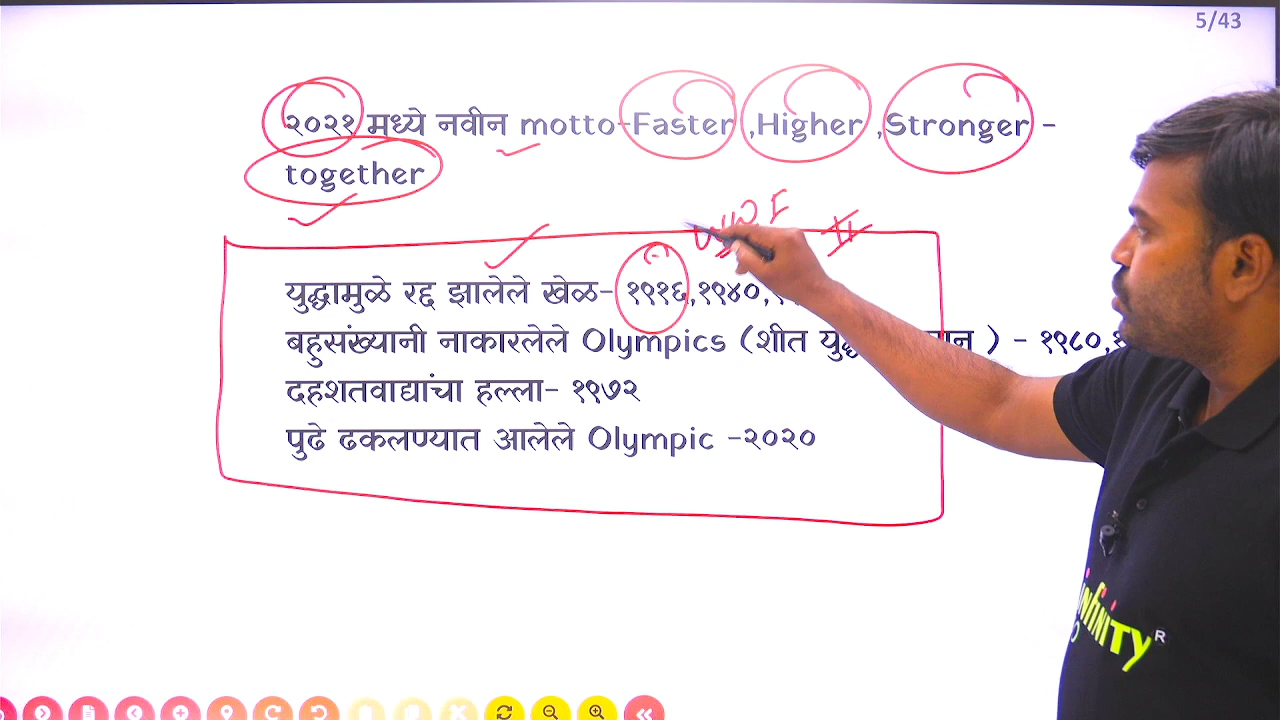 5/43
२०२१ मध्ये नवीन motto-Faster ,Higher ,Stronger -
together
युद्धामुळे रद्द झालेले खेळ- १९१६,१९४०,
बहुसंख्यानी नाकारलेले Olympics (शीत ) - १९८०,
दहशतवाद्यांचा हल्ला- १९७२
पुढे ढकलण्यात आलेले Olympic -२०२०
infinity ®